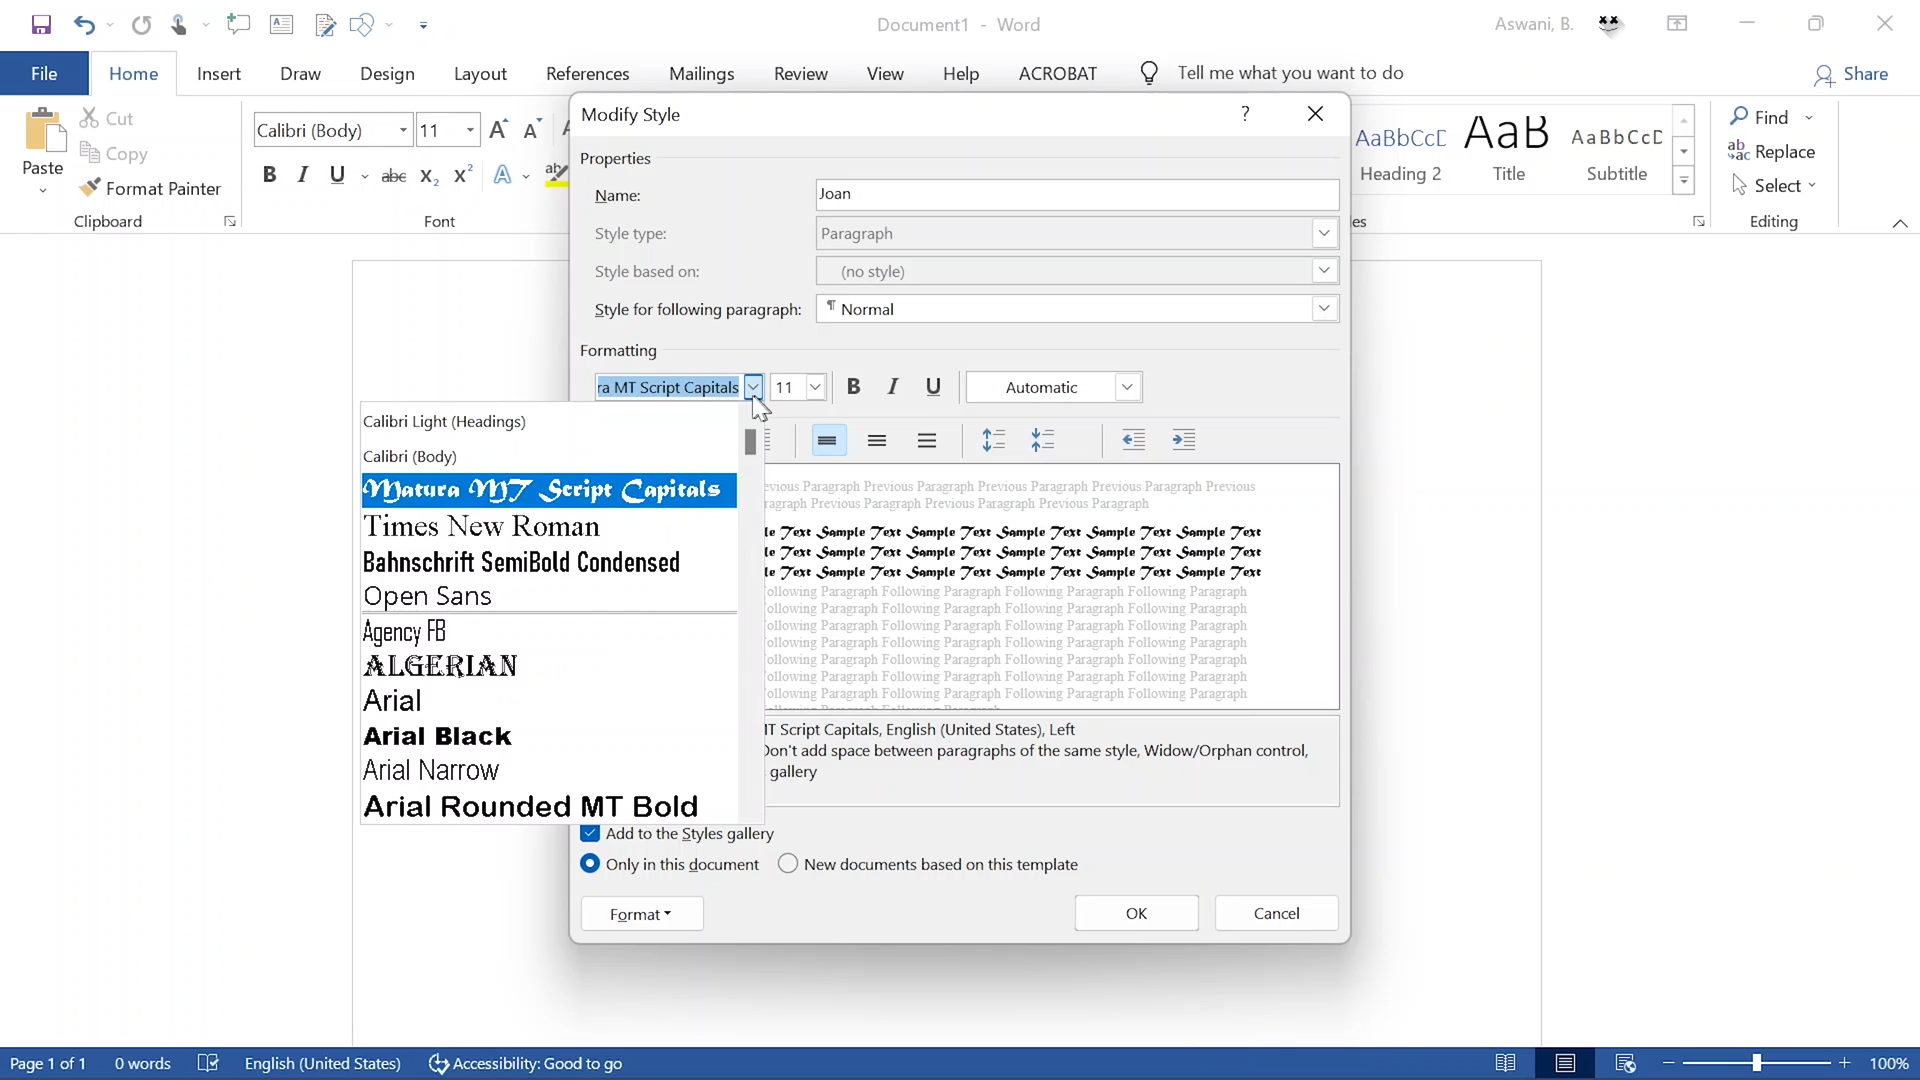 Document1 - Word
Aswani, B.
File Home Insert Draw Design Layout References Mailings Review View Help ACROBAT Tell me what you want to do Share
Paste
Cut
Copy
Format Painter
Clipboard
Calibri (Body) 11
Font
AaBbCcD Heading 2
AaB Title
AaBbCcD Subtitle
Find
Replace
Select
Editing
Modify Style ?
Properties
Name: Joan
Style type: Paragraph
Style based on: (no style)
Style for following paragraph: ¶ Normal
Formatting
ra MT Script Capitals 11 B I U Automatic
Calibri Light (Headings)
Calibri (Body)
Matura MT Script Capitals
Times New Roman
Bahnschrift SemiBold Condensed
Open Sans
Agency FB
ALGERIAN
Arial
Arial Black
Arial Narrow
Arial Rounded MT Bold
Paragraph Previous Paragraph Previous Paragraph Previous Paragraph Previous
Previous Paragraph Previous Paragraph Previous Paragraph
Text Sample Text Sample Text Sample Text Sample Text Sample Text
Text Sample Text Sample Text Sample Text Sample Text Sample Text
Text Sample Text Sample Text Sample Text Sample Text Sample Text
ollowing Paragraph Following Paragraph Following Paragraph Following Paragraph
ollowing Paragraph Following Paragraph Following Paragraph Following Paragraph
ollowing Paragraph Following Paragraph Following Paragraph Following Paragraph
ollowing Paragraph Following Paragraph Following Paragraph Following Paragraph
ollowing Paragraph Following Paragraph Following Paragraph Following Paragraph
ollowing Paragraph Following Paragraph Following Paragraph Following Paragraph
ollowing Paragraph Following Paragraph Following Paragraph Following Paragraph
Script Capitals, English (United States), Left
Don't add space between paragraphs of the same style, Widow/Orphan control,
gallery
Add to the Styles gallery
Only in this document New documents based on this template
Format OK Cancel
Page 1 of 1 0 words English (United States) Accessibility: Good to go 100%